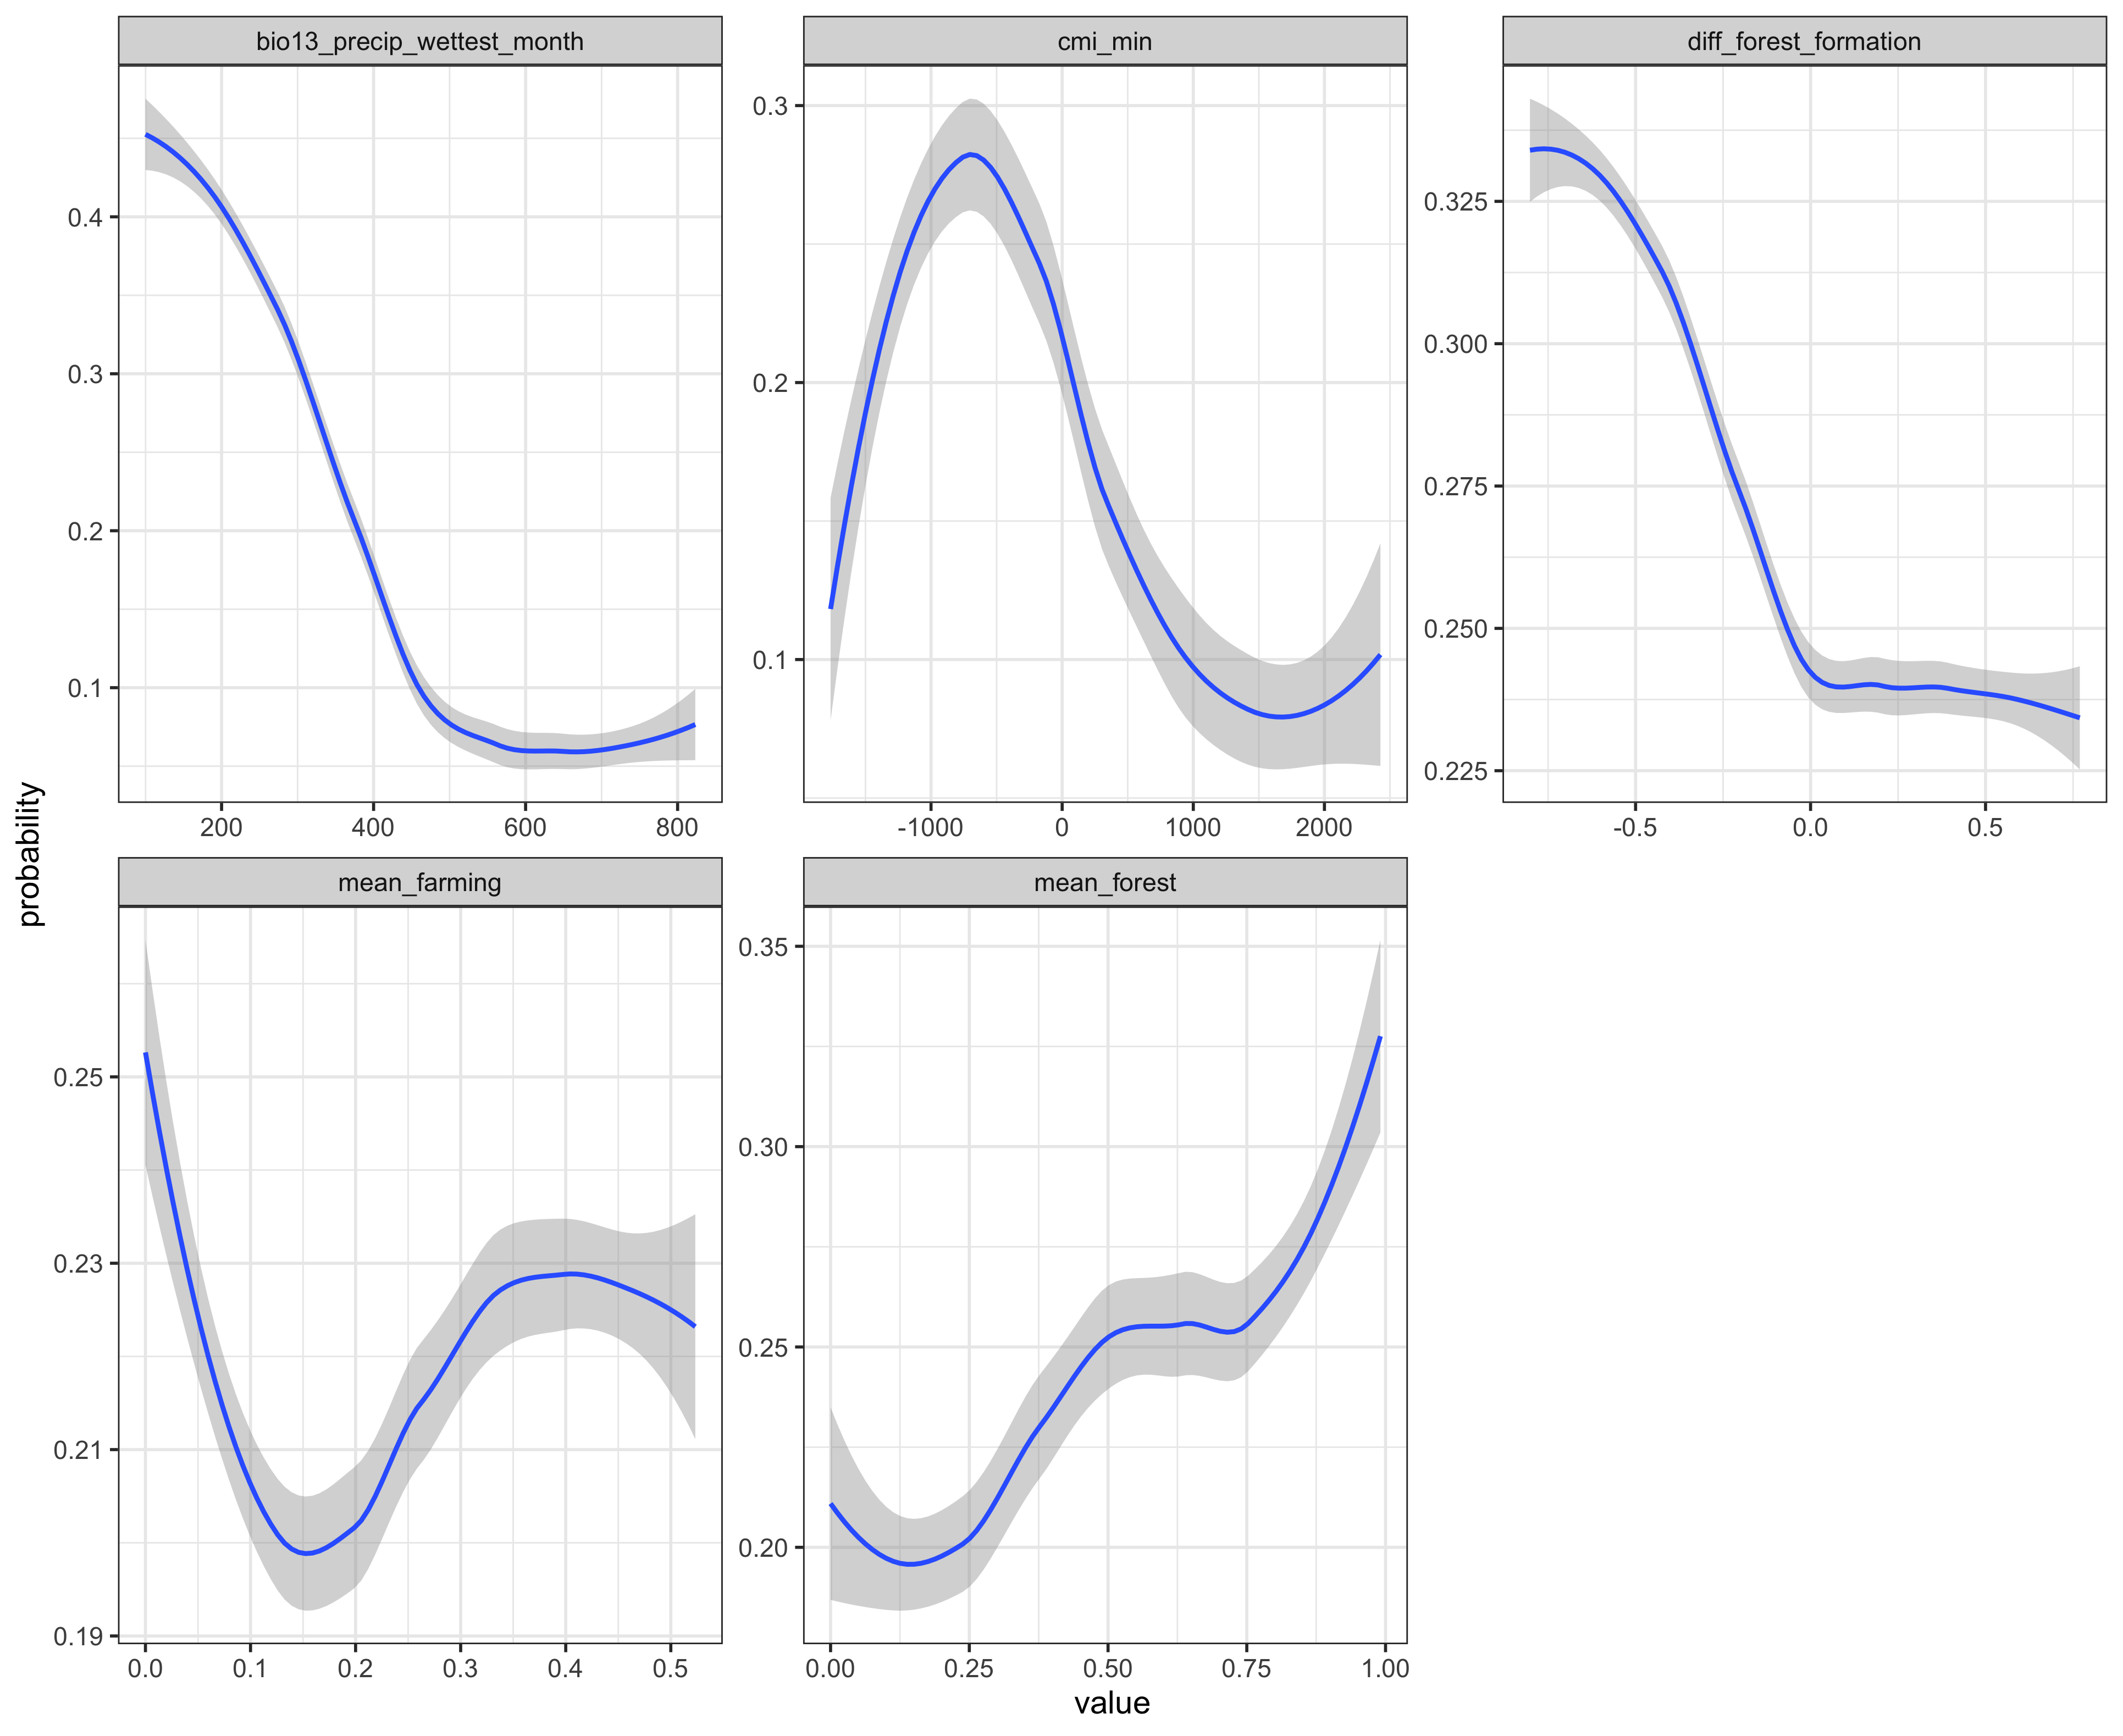 bio13_precip_wettest_month
cmi_min
diff_forest_formation
0.4
0.3
0.2
0.1
200 400 600 800
0.3
0.2
0.1
-1000 0 1000 2000
0.325
0.300
0.275
0.250
0.225
-0.5 0.0 0.5
probability
mean_farming
mean_forest
0.25
0.23
0.21
0.19
0.0 0.1 0.2 0.3 0.4 0.5
0.35
0.30
0.25
0.20
0.00 0.25 0.50 0.75 1.00
value